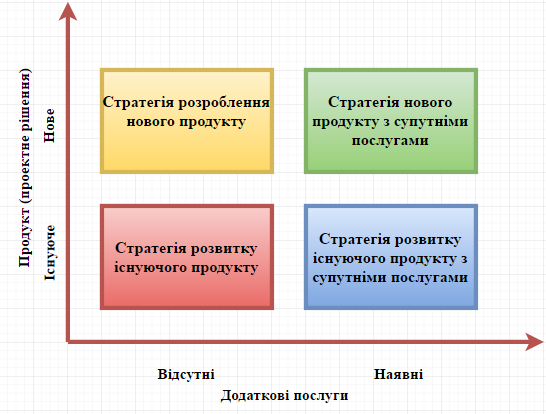 Продукт (проектне рішення)
Нове
Існуюче
Стратегія розроблення
нового продукту
Стратегія нового
продукту з супутніми
послугами
Стратегія розвитку
існуючого продукту
Стратегія розвитку
існуючого продукту з
супутніми послугами
Відсутні
Наявні
Додаткові послуги